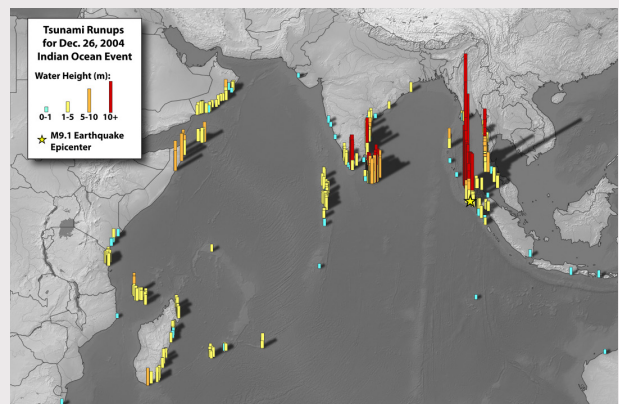 Tsunami Runups
for Dec. 26, 2004
Indian Ocean Event
Water Height (m):
0-1 1-5 5-10 10+
M9.1 Earthquake
Epicenter